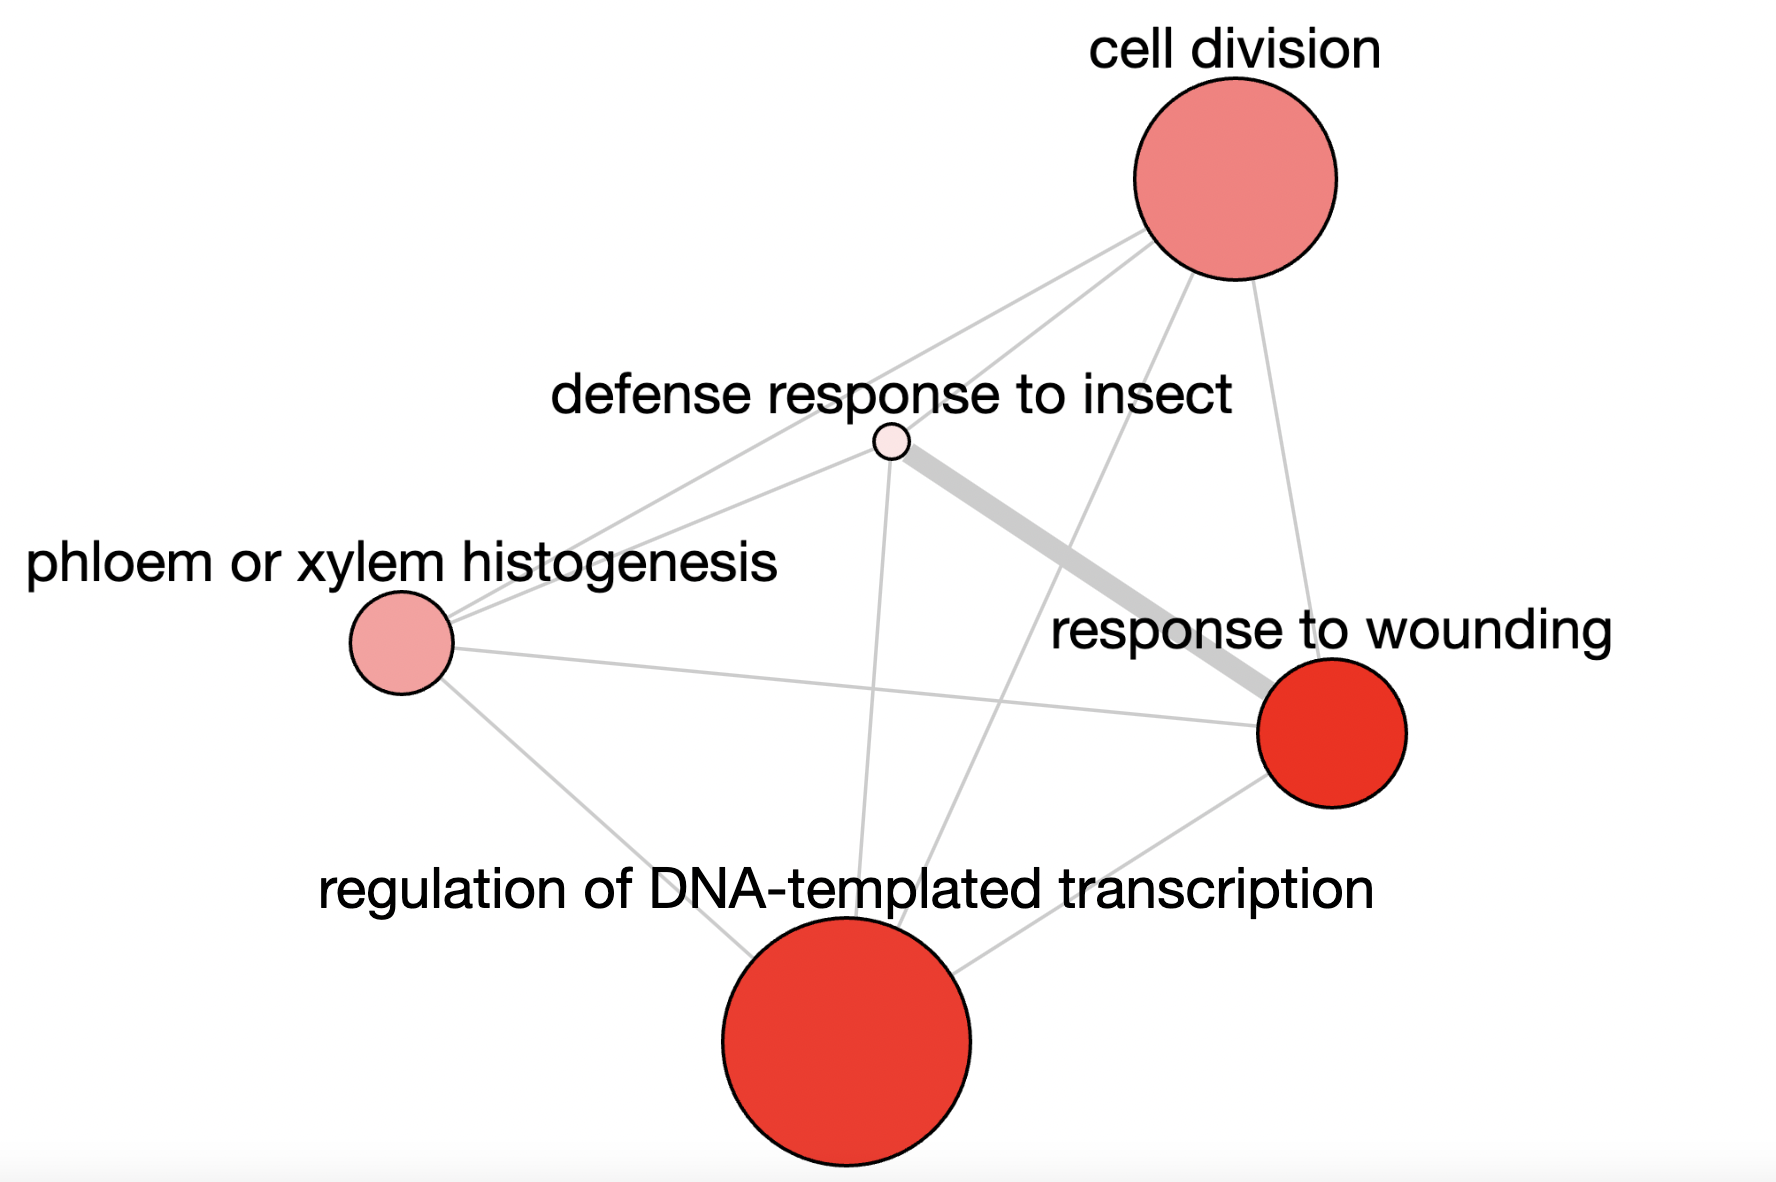 cell division
defense response to insect
phloem or xylem histogenesis
response to wounding
regulation of DNA-templated transcription